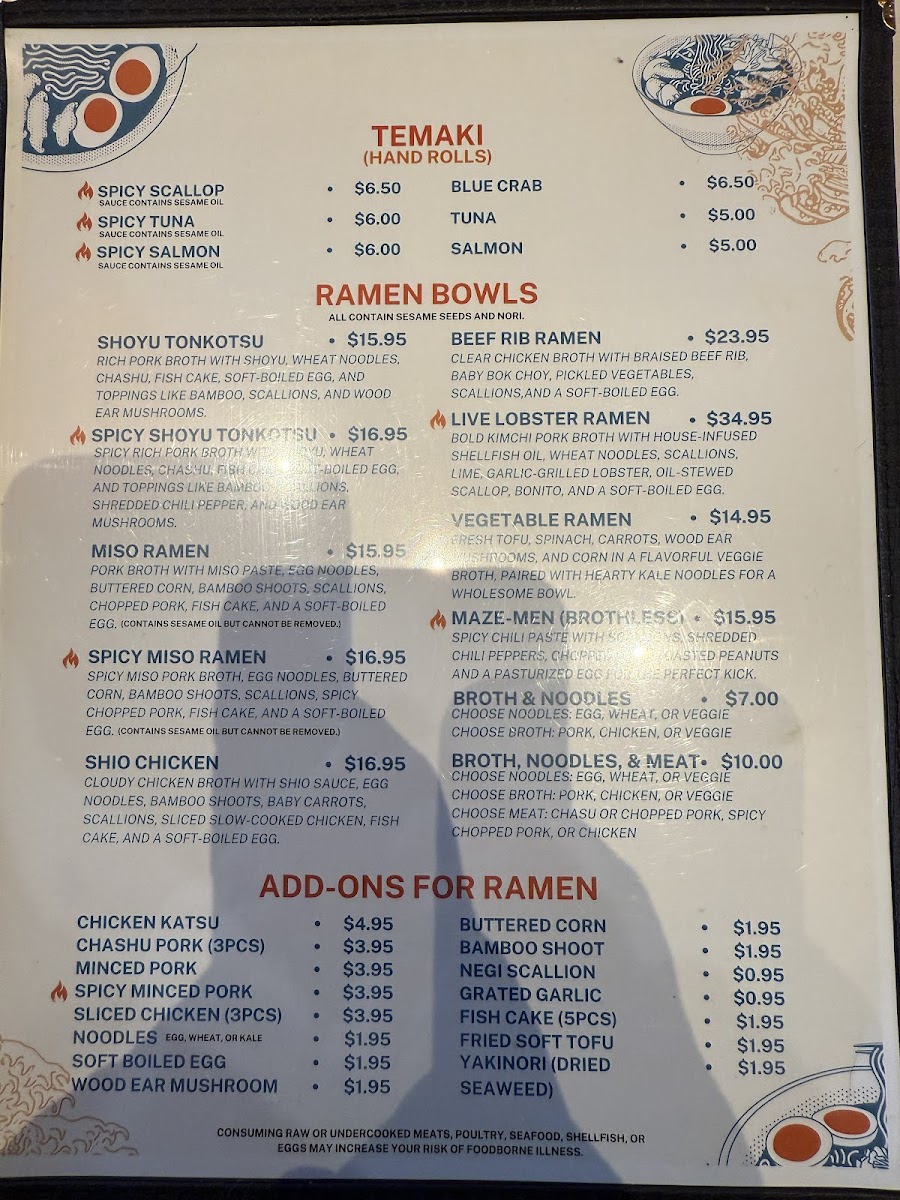 TEMAKI
(HAND ROLLS)
SPICY SCALLOP • $6.50
SAUCE CONTAINS SESAME OIL
SPICY TUNA • $6.00
SAUCE CONTAINS SESAME OIL
SPICY SALMON • $6.00
SAUCE CONTAINS SESAME OIL
BLUE CRAB • $6.50
TUNA • $5.00
SALMON • $5.00
RAMEN BOWLS
ALL CONTAIN SESAME SEEDS AND NORI.
SHOYU TONKOTSU • $15.95
RICH PORK BROTH WITH SHOYU, WHEAT NOODLES,
CHASHU, FISH CAKE, SOFT-BOILED EGG, AND
TOPPINGS LIKE BAMBOO, SCALLIONS, AND WOOD
EAR MUSHROOMS.
SPICY SHOYU TONKOTSU • $16.95
SPICY RICH PORK BROTH WHEAT
NOODLES, CHASHU, FISH -BOILED EGG,
AND TOPPINGS LIKE
SHREDDED CHILI PEPPER, AND WOOD EAR
MUSHROOMS.
MISO RAMEN • $15.95
PORK BROTH WITH MISO PASTE, EGG NOODLES,
BUTTERED CORN, BAMBOO SHOOTS, SCALLIONS,
CHOPPED PORK, FISH CAKE, AND A SOFT-BOILED
EGG. (CONTAINS SESAME OIL BUT CANNOT BE REMOVED.)
SPICY MISO RAMEN • $16.95
SPICY MISO PORK BROTH, EGG NOODLES, BUTTERED
CORN, BAMBOO SHOOTS, SCALLIONS, SPICY
CHOPPED PORK, FISH CAKE, AND A SOFT-BOILED
EGG. (CONTAINS SESAME OIL BUT CANNOT BE REMOVED.)
SHIO CHICKEN • $16.95
CLOUDY CHICKEN BROTH WITH SHIO SAUCE, EGG
NOODLES, BAMBOO SHOOTS, BABY CARROTS,
SCALLIONS, SLICED SLOW-COOKED CHICKEN, FISH
CAKE, AND A SOFT-BOILED EGG.
BEEF RIB RAMEN • $23.95
CLEAR CHICKEN BROTH WITH BRAISED BEEF RIB,
BABY BOK CHOY, PICKLED VEGETABLES,
SCALLIONS,AND A SOFT-BOILED EGG.
LIVE LOBSTER RAMEN • $34.95
BOLD KIMCHI PORK BROTH WITH HOUSE-INFUSED
SHELLFISH OIL, WHEAT NOODLES, SCALLIONS,
LIME, GARLIC-GRILLED LOBSTER, OIL-STEWED
SCALLOP, BONITO, AND A SOFT-BOILED EGG.
VEGETABLE RAMEN • $14.95
FRESH TOFU, SPINACH, CARROTS, WOOD EAR
MUSHROOMS, AND CORN IN A FLAVORFUL VEGGIE
BROTH, PAIRED WITH HEARTY KALE NOODLES FOR A
WHOLESOME BOWL.
MAZE-MEN (BROTHLESS) • $15.95
SPICY CHILI PASTE WITH SHREDDED
CHILI PEPPERS, PEANUTS
AND A PASTURIZED EGG FOR THE PERFECT KICK.
BROTH & NOODLES • $7.00
CHOOSE NOODLES: EGG, WHEAT, OR VEGGIE
CHOOSE BROTH: PORK, CHICKEN, OR VEGGIE
BROTH, NOODLES, & MEAT • $10.00
CHOOSE NOODLES: EGG, WHEAT, OR VEGGIE
CHOOSE BROTH: PORK, CHICKEN, OR VEGGIE
CHOOSE MEAT: CHASU OR CHOPPED PORK, SPICY
CHOPPED PORK, OR CHICKEN
ADD-ONS FOR RAMEN
CHICKEN KATSU • $4.95
CHASHU PORK (3PCS) • $3.95
MINCED PORK • $3.95
SPICY MINCED PORK • $3.95
SLICED CHICKEN (3PCS) • $3.95
NOODLES EGG, WHEAT, OR KALE • $1.95
SOFT BOILED EGG • $1.95
WOOD EAR MUSHROOM • $1.95
BUTTERED CORN • $1.95
BAMBOO SHOOT • $1.95
NEGI SCALLION • $0.95
GRATED GARLIC • $0.95
FISH CAKE (5PCS) • $1.95
FRIED SOFT TOFU • $1.95
YAKINORI (DRIED • $1.95
SEAWEED)
CONSUMING RAW OR UNDERCOOKED MEATS, POULTRY, SEAFOOD, SHELLFISH, OR
EGGS MAY INCREASE YOUR RISK OF FOODBORNE ILLNESS.